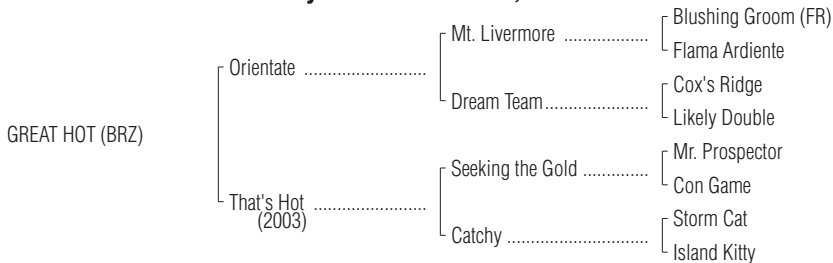 Blushing Groom (FR)
Mt. Livermore ..................
Flama Ardiente
Orientate ..........................
Cox's Ridge
Dream Team......................
Likely Double
GREAT HOT (BRZ)
Mr. Prospector
Seeking the Gold ..............
Con Game
That's Hot ........................
(2003)
Storm Cat
Catchy ..............................
Island Kitty